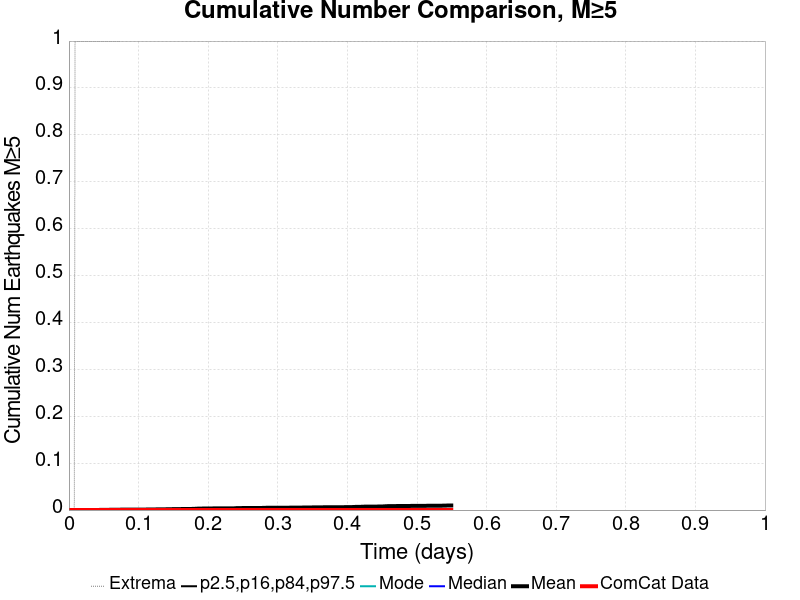 Cumulative Number Comparison, M≥5
Cumulative Num Earthquakes M≥5
1
0.9
0.8
0.7
0.6
0.5
0.4
0.3
0.2
0.1
0
0 0.1 0.2 0.3 0.4 0.5 0.6 0.7 0.8 0.9 1
Time (days)
Extrema p2.5,p16,p84,p97.5 Mode Median Mean ComCat Data